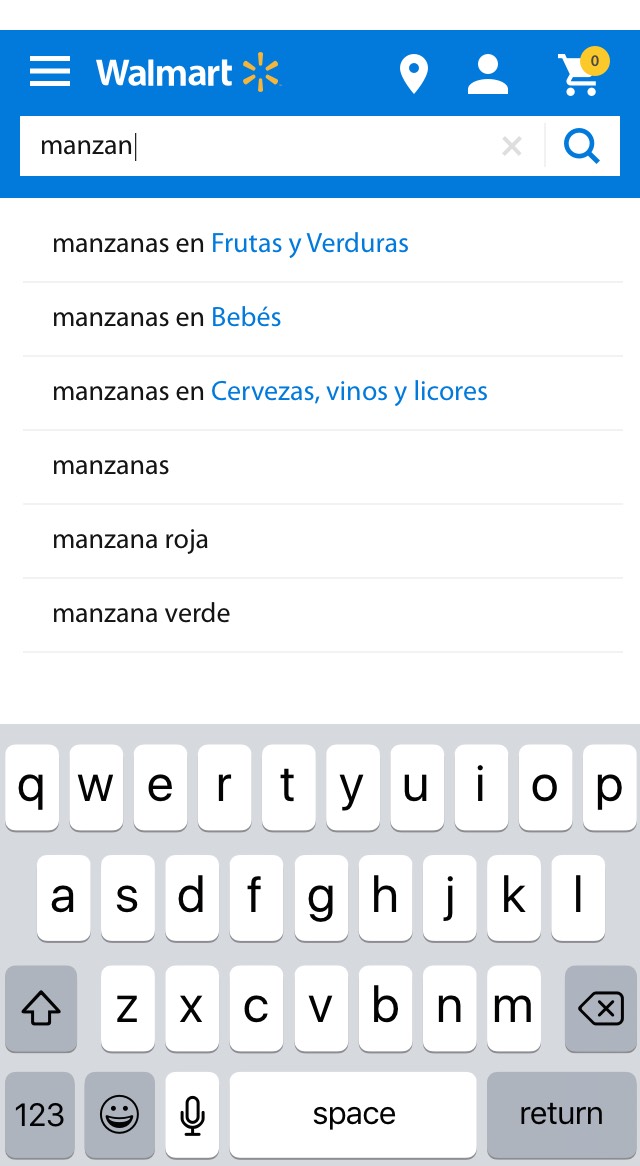 Walmart
0
manzan
manzanas en Frutas y Verduras
manzanas en Bebés
manzanas en Cervezas, vinos y licores
manzanas
manzana roja
manzana verde
q w e r t y u i o p
a s d f g h j k l
z x c v b n m
123 space return